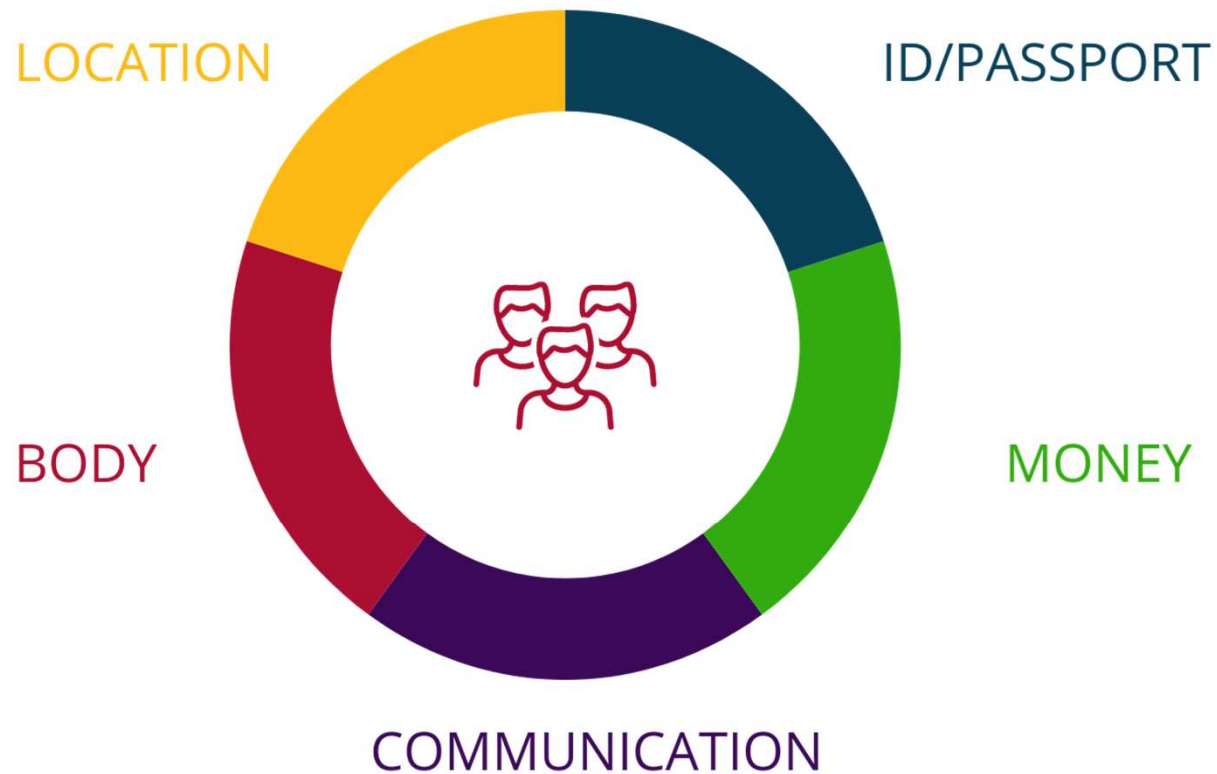 LOCATION
ID/PASSPORT
BODY
MONEY
COMMUNICATION